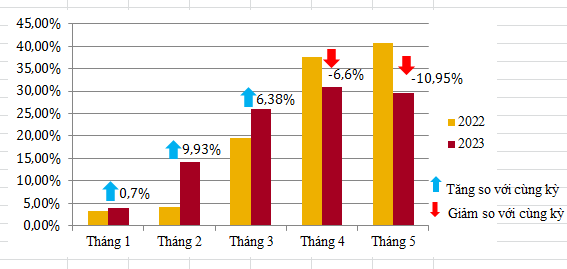 45,00%
40,00%
35,00%
30,00%
25,00%
20,00%
15,00%
10,00%
5,00%
0,00%
0,7%
9,93%
6,38%
-6,6%
-10,95%
Tháng 1
Tháng 2
Tháng 3
Tháng 4
Tháng 5
2022
2023
Tăng so với cùng kỳ
Giảm so với cùng kỳ